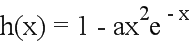 h(x) = 1 - ax²e⁻ˣ